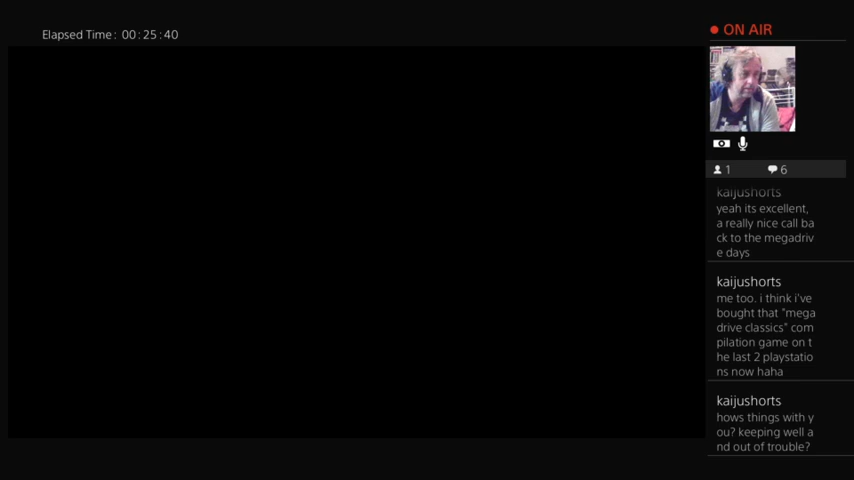 Elapsed Time: 00:25:40
ON AIR
1 6
kaijushorts
yeah its excellent,
a really nice call ba
ck to the megadriv
e days
kaijushorts
me too. i think i've
bought that "mega
drive classics" com
pilation game on t
he last 2 playstatio
ns now haha
kaijushorts
hows things with y
ou? keeping well a
nd out of trouble?